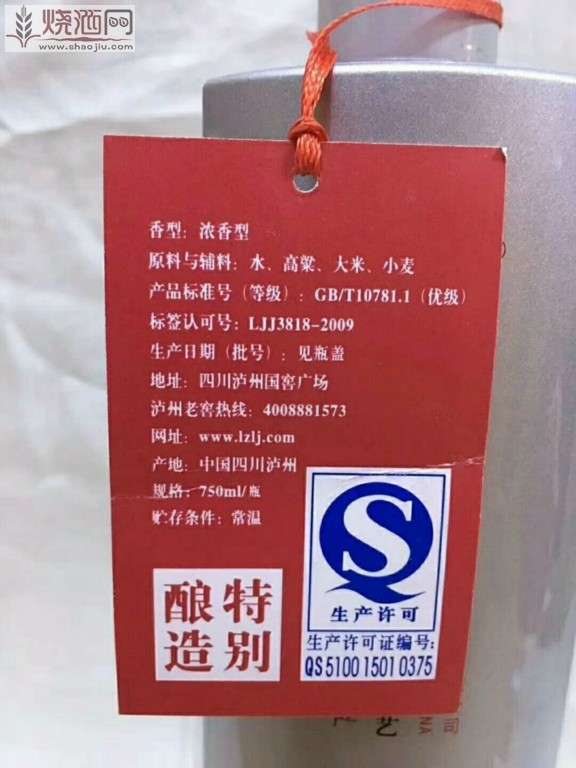 烧酒网
www.shaojiu.com
香型：浓香型
原料与辅料：水、高粱、大米、小麦
产品标准号（等级）：GB/T10781.1（优级）
标签认可号：LJJ3818-2009
生产日期（批号）：见瓶盖
地址：四川泸州国窖广场
泸州老窖热线：4008881573
网址：www.lzlj.com
产地：中国四川泸州
规格：750ml/瓶
贮存条件：常温
特别
酿造
生产许可
生产许可证编号：
QS5100 1501 0375
司
NA